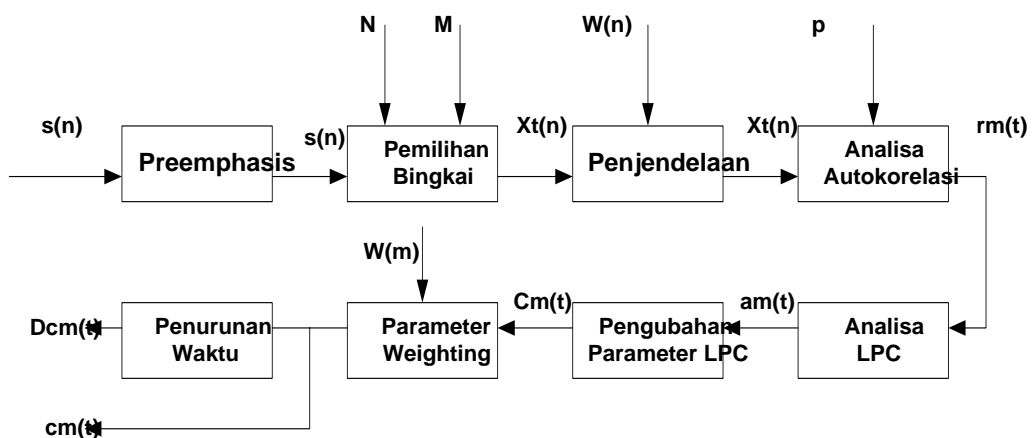 N
M
W(n)
p
s(n)
s(n)
Xt(n)
Xt(n)
rm(t)
Preemphasis
Pemilihan
Bingkai
Penjendelaan
Analisa
Autokorelasi
W(m)
Cm(t)
am(t)
Dcm(t)
Penurunan
Waktu
Parameter
Weighting
Pengubahan
Parameter LPC
Analisa
LPC
cm(t)